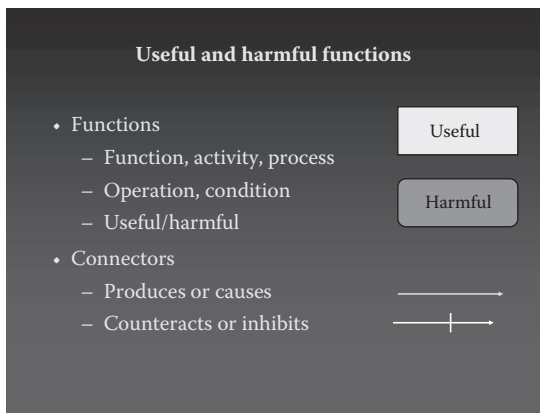 Useful and harmful functions
• Functions
– Function, activity, process
– Operation, condition
– Useful/harmful
• Connectors
– Produces or causes
– Counteracts or inhibits
Useful
Harmful